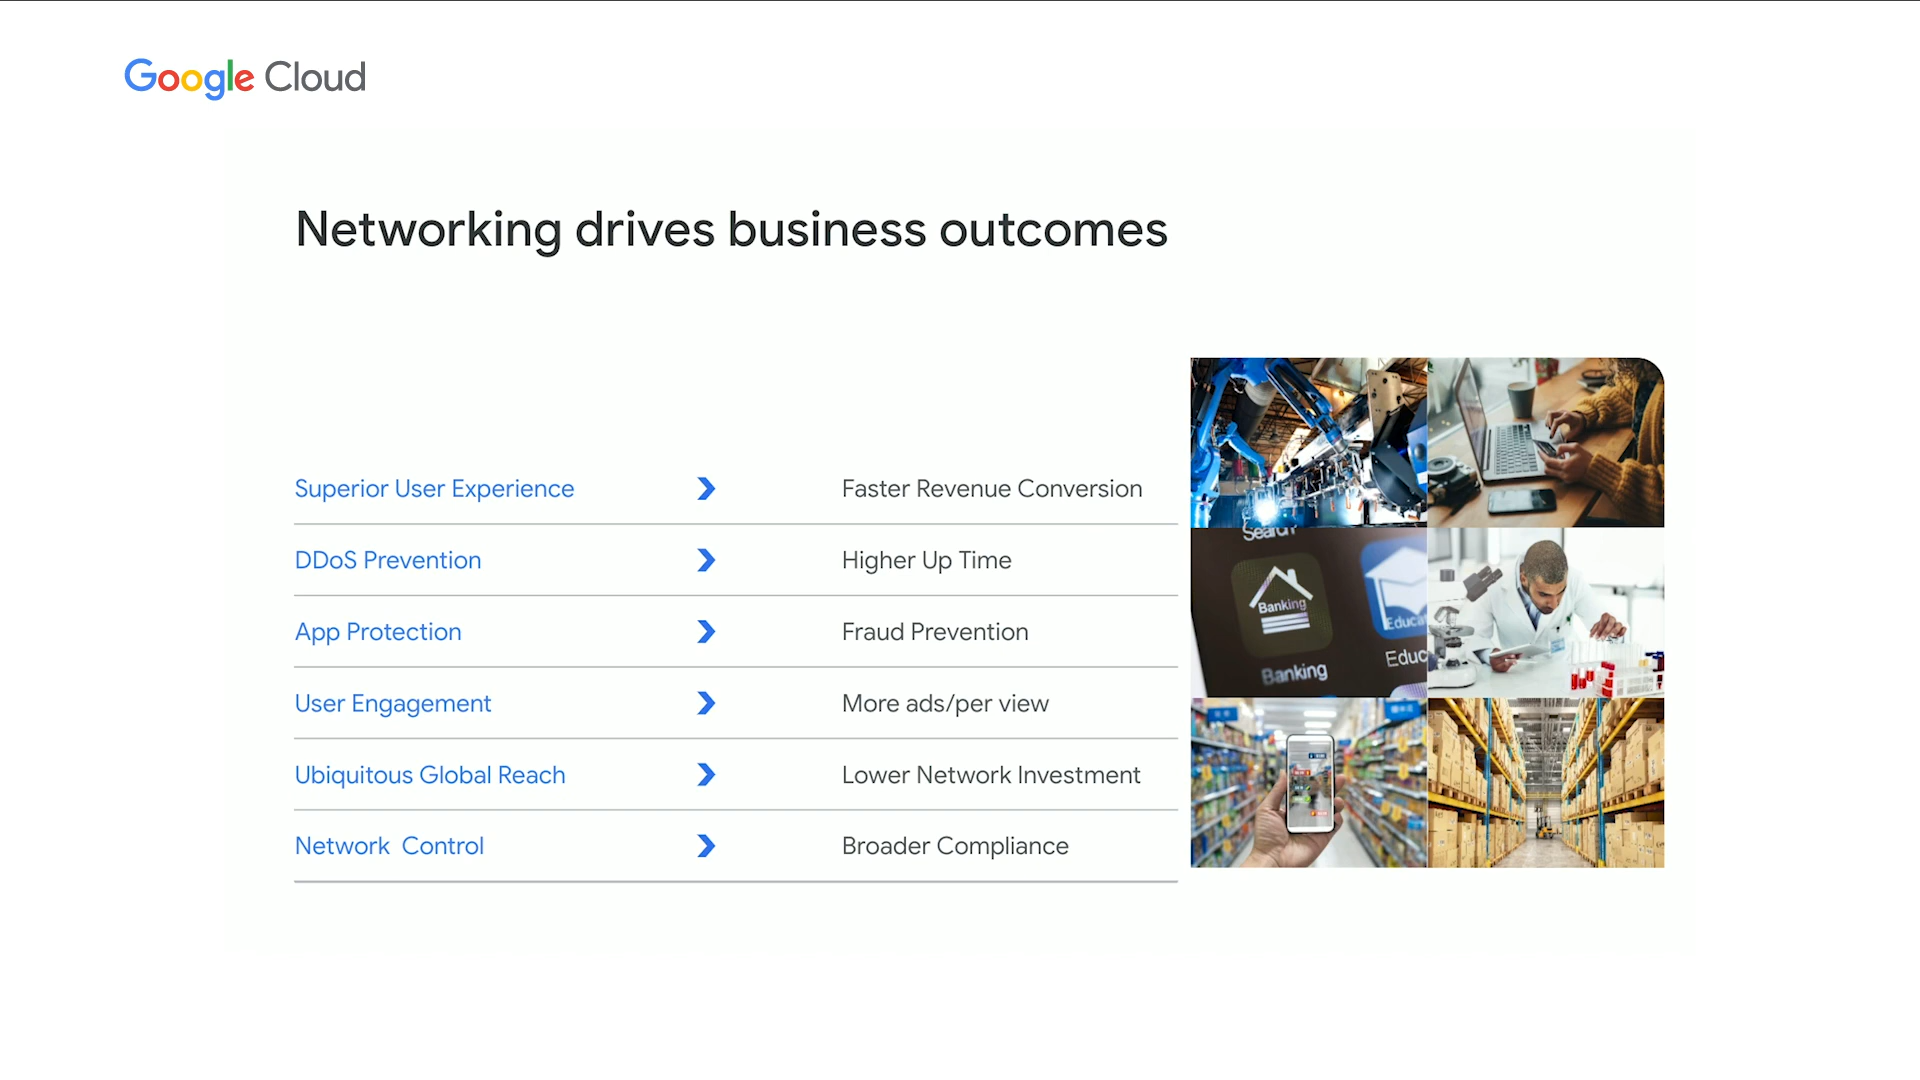 Google Cloud
Networking drives business outcomes
Superior User Experience
Faster Revenue Conversion
DDoS Prevention
Higher Up Time
App Protection
Fraud Prevention
User Engagement
More ads/per view
Ubiquitous Global Reach
Lower Network Investment
Network  Control
Broader Compliance
Search
Banking
Banking
Educ